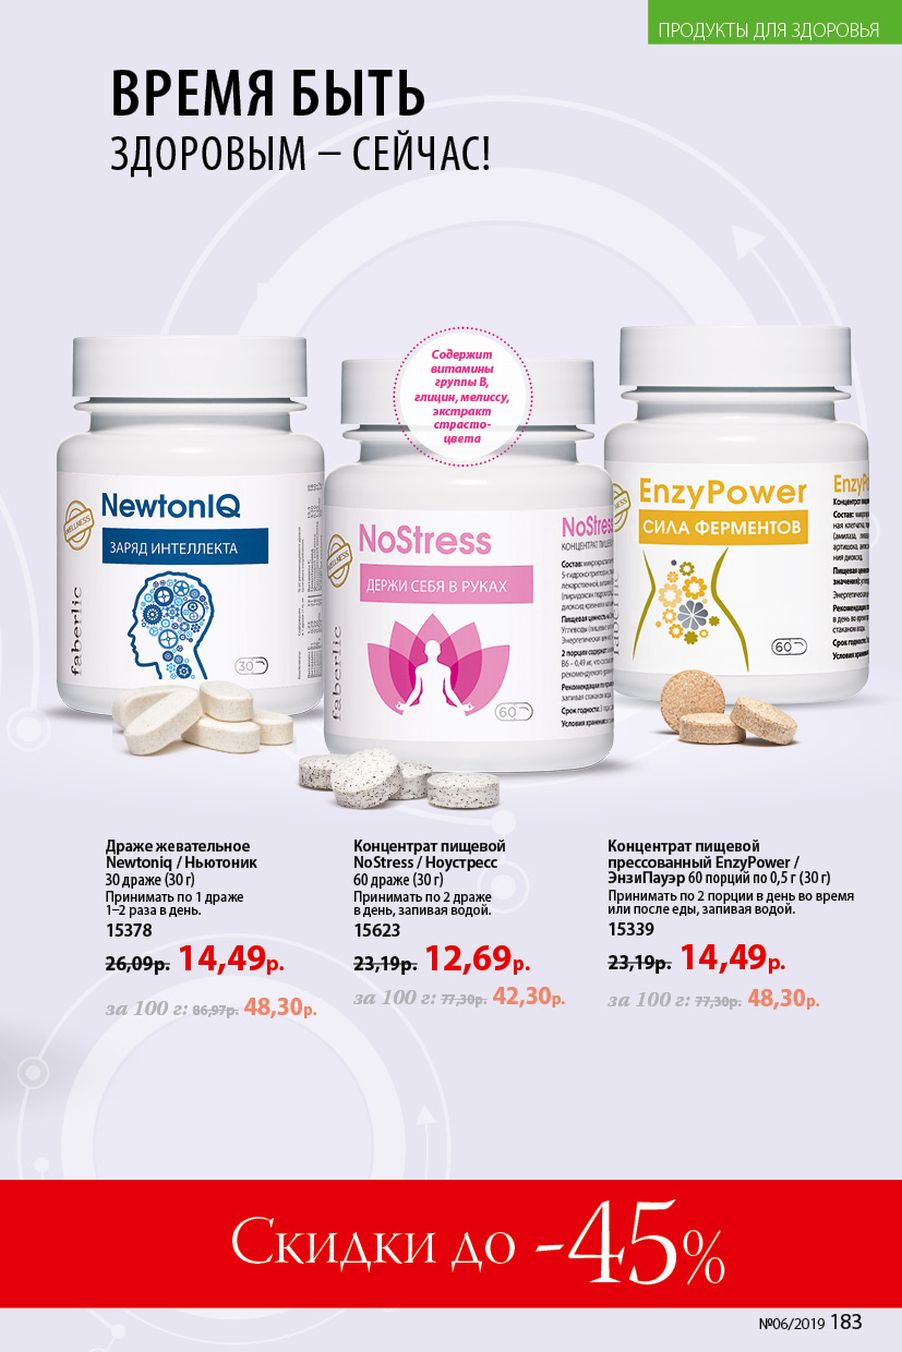 ПРОДУКТЫ ДЛЯ ЗДОРОВЬЯ
ВРЕМЯ БЫТЬ
ЗДОРОВЫМ – СЕЙЧАС!
Содержит
витамины
группы В,
глицин, мелиссу,
экстракт
страсто-
цвета
WELLNESS
NewtonIQ
ЗАРЯД ИНТЕЛЛЕКТА
faberlic
30
WELLNESS
NoStress
ДЕРЖИ СЕБЯ В РУКАХ
faberlic
60
NoStress
EnzyPower
СИЛА ФЕРМЕНТОВ
60
EnzyP
Драже жевательное
Newtoniq / Ньютоник
30 драже (30 г)
Принимать по 1 драже
1–2 раза в день.
15378
26,09р. 14,49р.
за 100 г: 86,97р. 48,30р.
Концентрат пищевой
NoStress / Ноустресс
60 драже (30 г)
Принимать по 2 драже
в день, запивая водой.
15623
23,19р. 12,69р.
за 100 г: 77,30р. 42,30р.
Концентрат пищевой
прессованный EnzyPower /
ЭнзиПауэр 60 порций по 0,5 г (30 г)
Принимать по 2 порции в день во время
или после еды, запивая водой.
15339
23,19р. 14,49р.
за 100 г: 77,30р. 48,30р.
Скидки до -45%
№06/2019 183